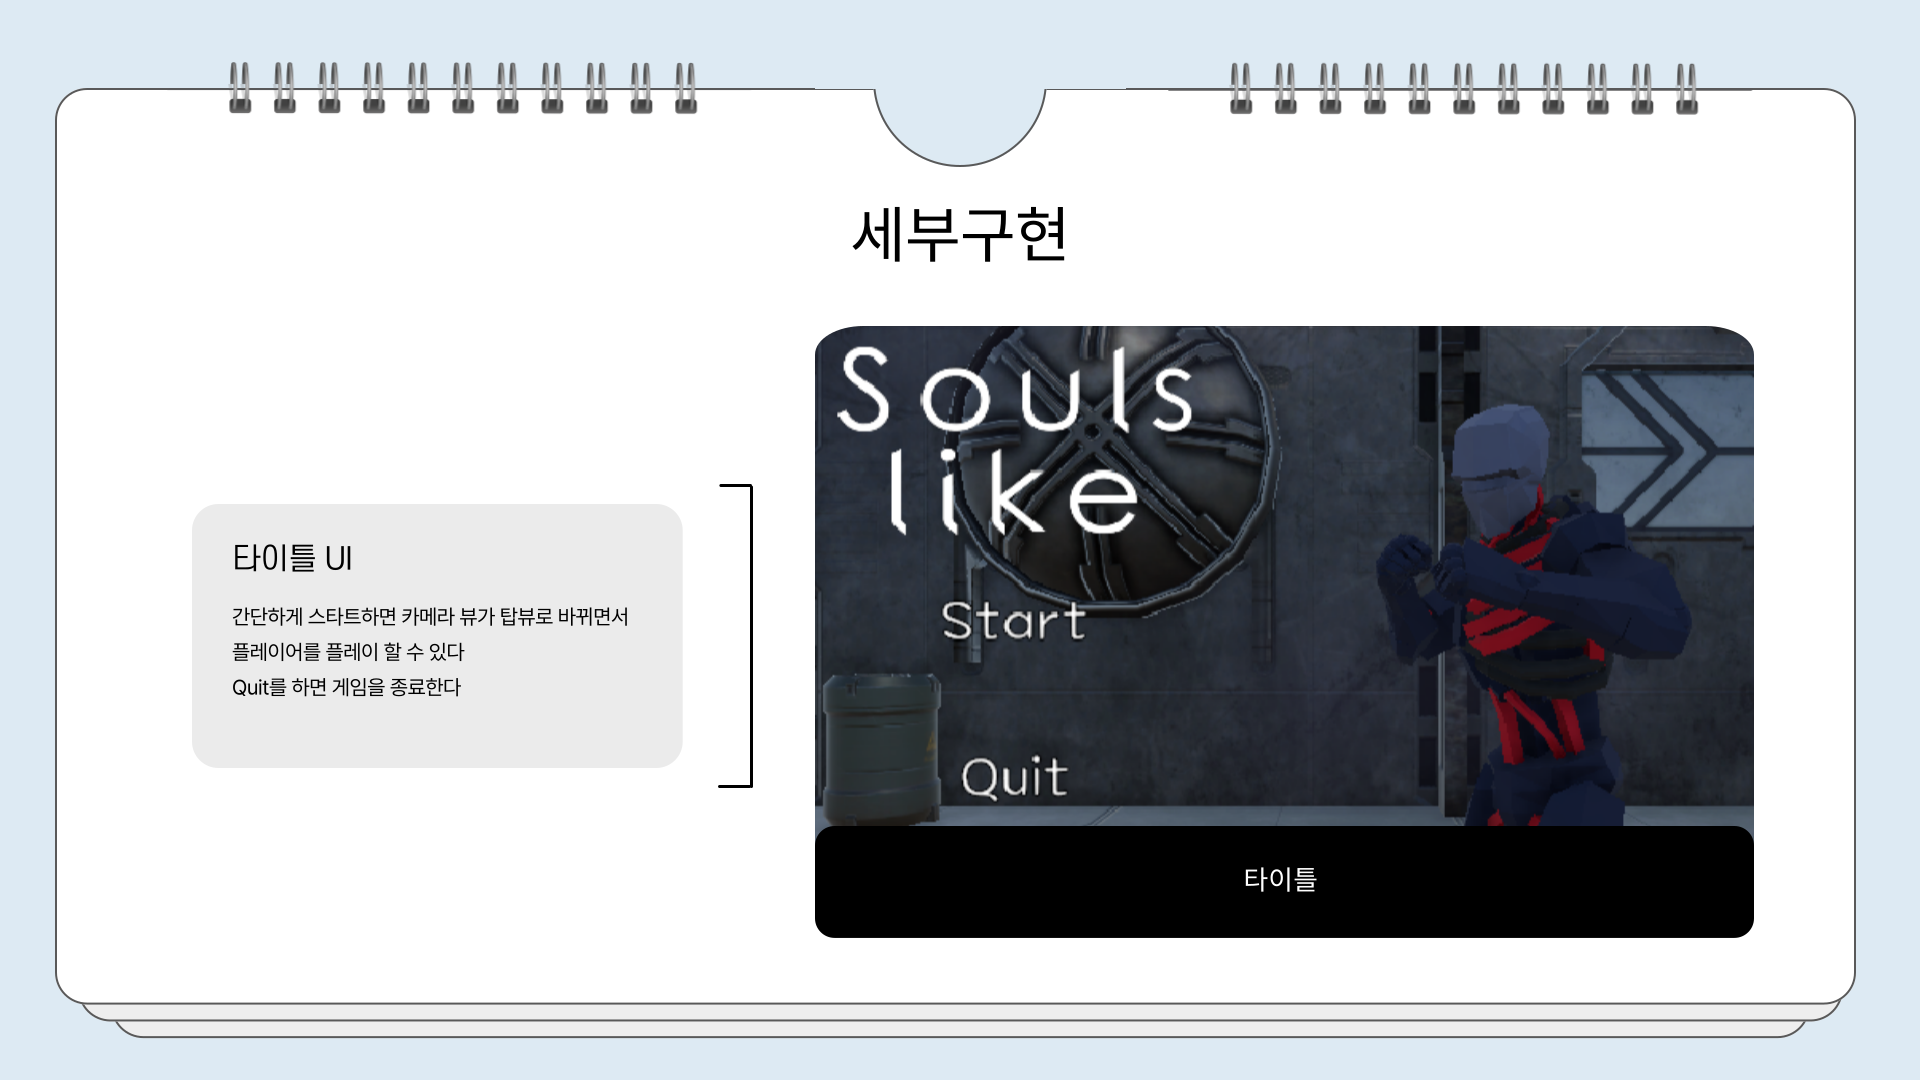 세부구현
타이틀 UI
간단하게 스타트하면 카메라 뷰가 탑뷰로 바뀌면서
플레이어를 플레이 할 수 있다
Quit를 하면 게임을 종료한다
Souls
like
Start
Quit
타이틀